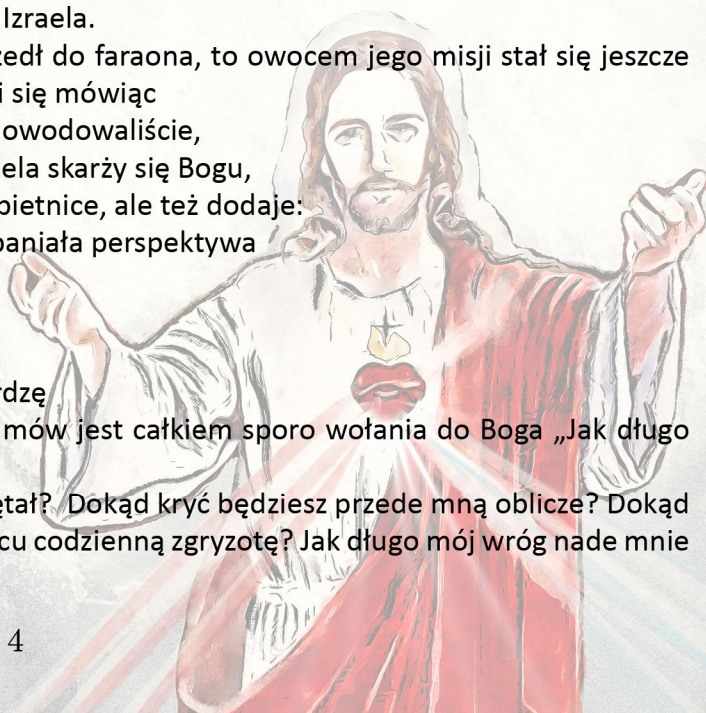 Izraela.
zedł do faraona, to owocem jego misji stał się jeszcze
i się mówiąc
owodowaliście,
ela skarży się Bogu,
bietnice, ale też dodaje:
paniała perspektywa
rdzę
mów jest całkiem sporo wołania do Boga „Jak długo
ętał? Dokąd kryć będziesz przede mną oblicze? Dokąd
cu codzienną zgryzotę? Jak długo mój wróg nade mnie
4